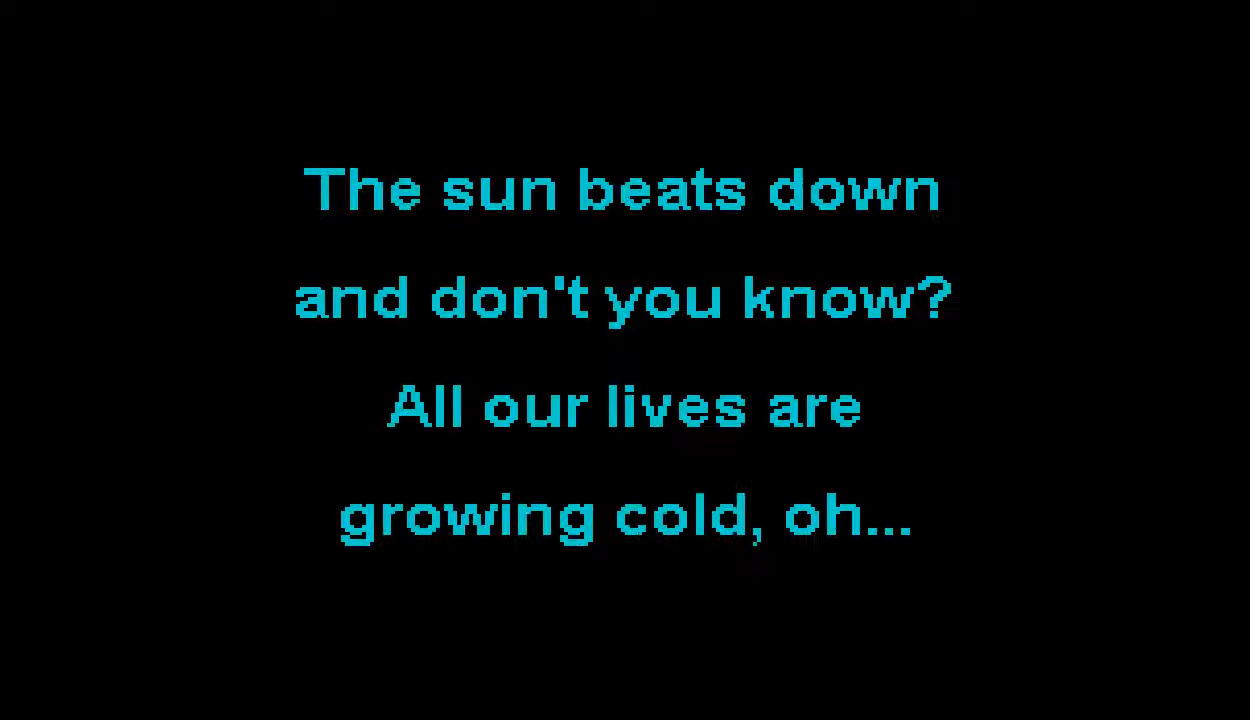 The sun beats down
and don't you know?
All our lives are
growing cold, oh...